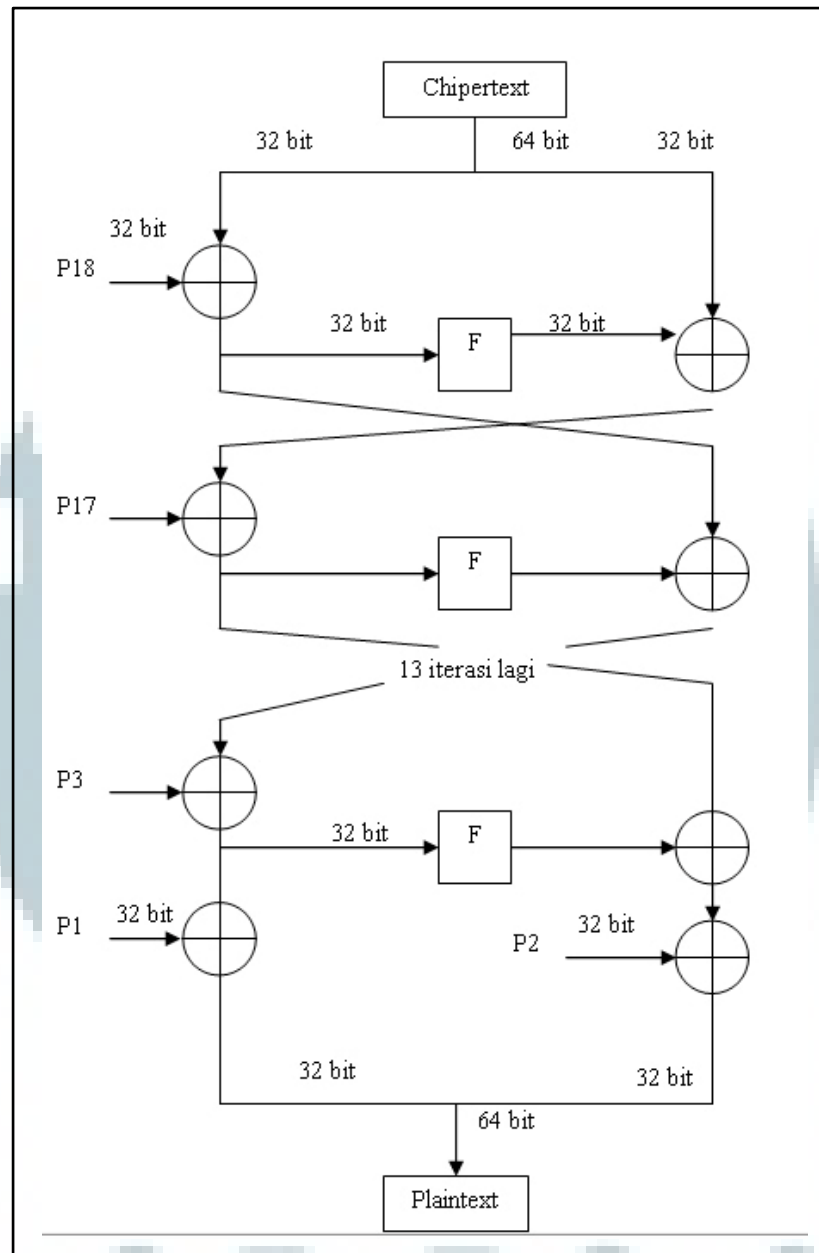 Chipertext
32 bit
64 bit
32 bit
32 bit
P18
32 bit
F
32 bit
P17
F
13 iterasi lagi
P3
32 bit
F
P1
32 bit
P2
32 bit
32 bit
32 bit
64 bit
Plaintext